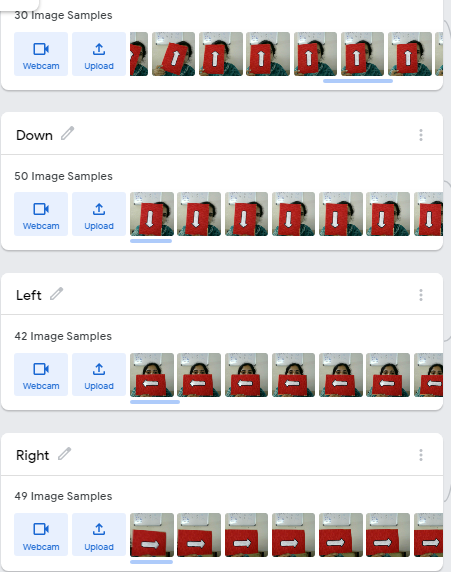 30 Image Samples
Webcam
Upload
Down
50 Image Samples
Webcam
Upload
Left
42 Image Samples
Webcam
Upload
Right
49 Image Samples
Webcam
Upload